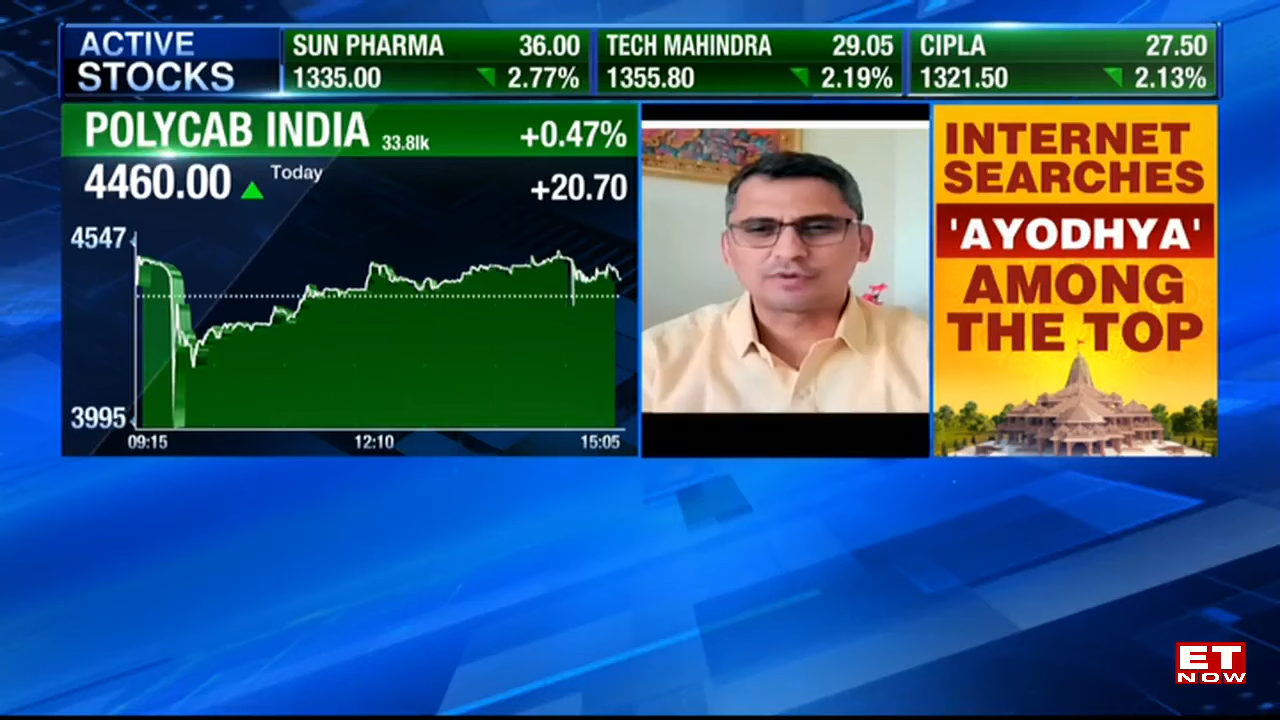 ACTIVE
STOCKS
SUN PHARMA 36.00
1335.00 2.77%
TECH MAHINDRA 29.05
1355.80 2.19%
CIPLA 27.50
1321.50 2.13%
POLYCAB INDIA 33.8lk +0.47%
4460.00 Today +20.70
4547
3995
09:15 12:10 15:05
INTERNET
SEARCHES
'AYODHYA'
AMONG
THE TOP
ET
NOW